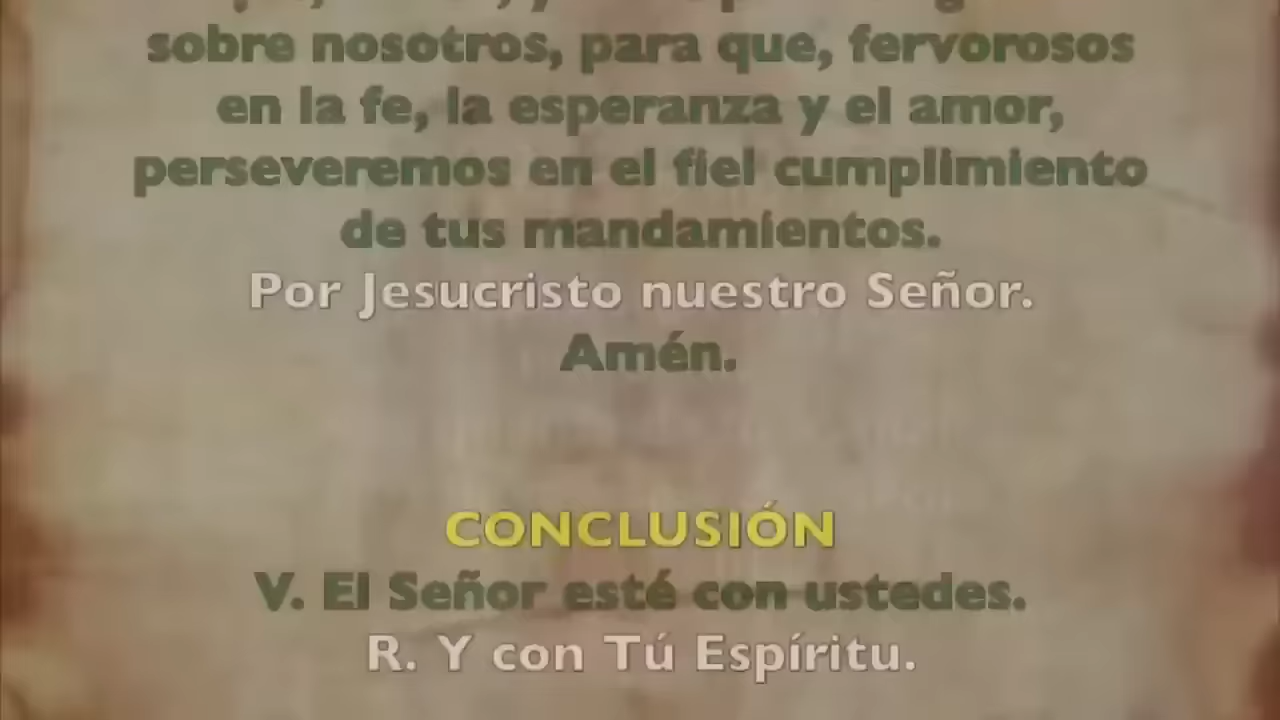 sobre nosotros, para que, fervorosos
en la fe, la esperanza y el amor,
perseveremos en el fiel cumplimiento
de tus mandamientos.
Por Jesucristo nuestro Señor.
Amén.
CONCLUSIÓN
V. El Señor esté con ustedes.
R. Y con Tú Espíritu.